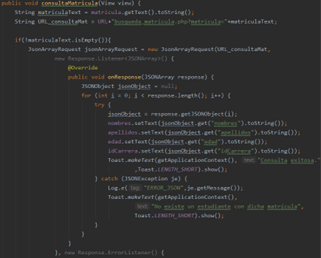 public void consultaMatricula(View view) {
String matriculaText = matricula.getText().toString();
String URL_consultaMat = URL+"busqueda_matricula.php?matricula="+matriculaText;
if(!matriculaText.isEmpty()){
JsonArrayRequest jsonArrayRequest = new JsonArrayRequest(URL_consultaMat,
new Response.Listener<JSONArray>() {
@Override
public void onResponse(JSONArray response) {
JSONObject jsonObject = null;
for (int i = 0; i < response.length(); i++) {
try {
jsonObject = response.getJSONObject(i);
nombres.setText(jsonObject.get("nombres").toString());
apellidos.setText(jsonObject.get("apellidos").toString());
edad.setText(jsonObject.get("edad").toString());
idCarrera.setText(jsonObject.get("idCarrera").toString());
Toast.makeText(getApplicationContext(), text: "Consulta exitosa "
,Toast.LENGTH_SHORT).show();
} catch (JSONException je) {
Log.e( tag: "ERROR_JSON",je.getMessage());
Toast.makeText(getApplicationContext(),
text: "No existe un estudiante con dicha matrícula",
Toast.LENGTH_SHORT).show();
}
}
}
}, new Response.ErrorListener() {